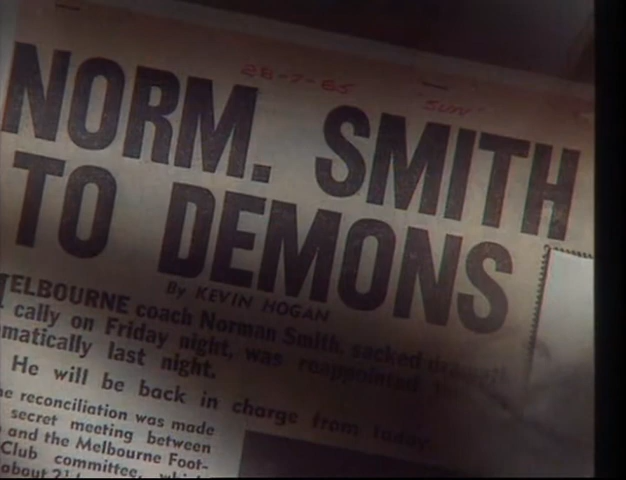 28-7-65 "SUN"
NORM. SMITH
TO DEMONS
By KEVIN HOGAN
ELBOURNE coach Norman Smith, sacked
cally on Friday night, was reappointed
matically last night.
He will be back in charge from today.
e reconciliation was made
secret meeting between
and the Melbourne Foot-
Club committee,
about